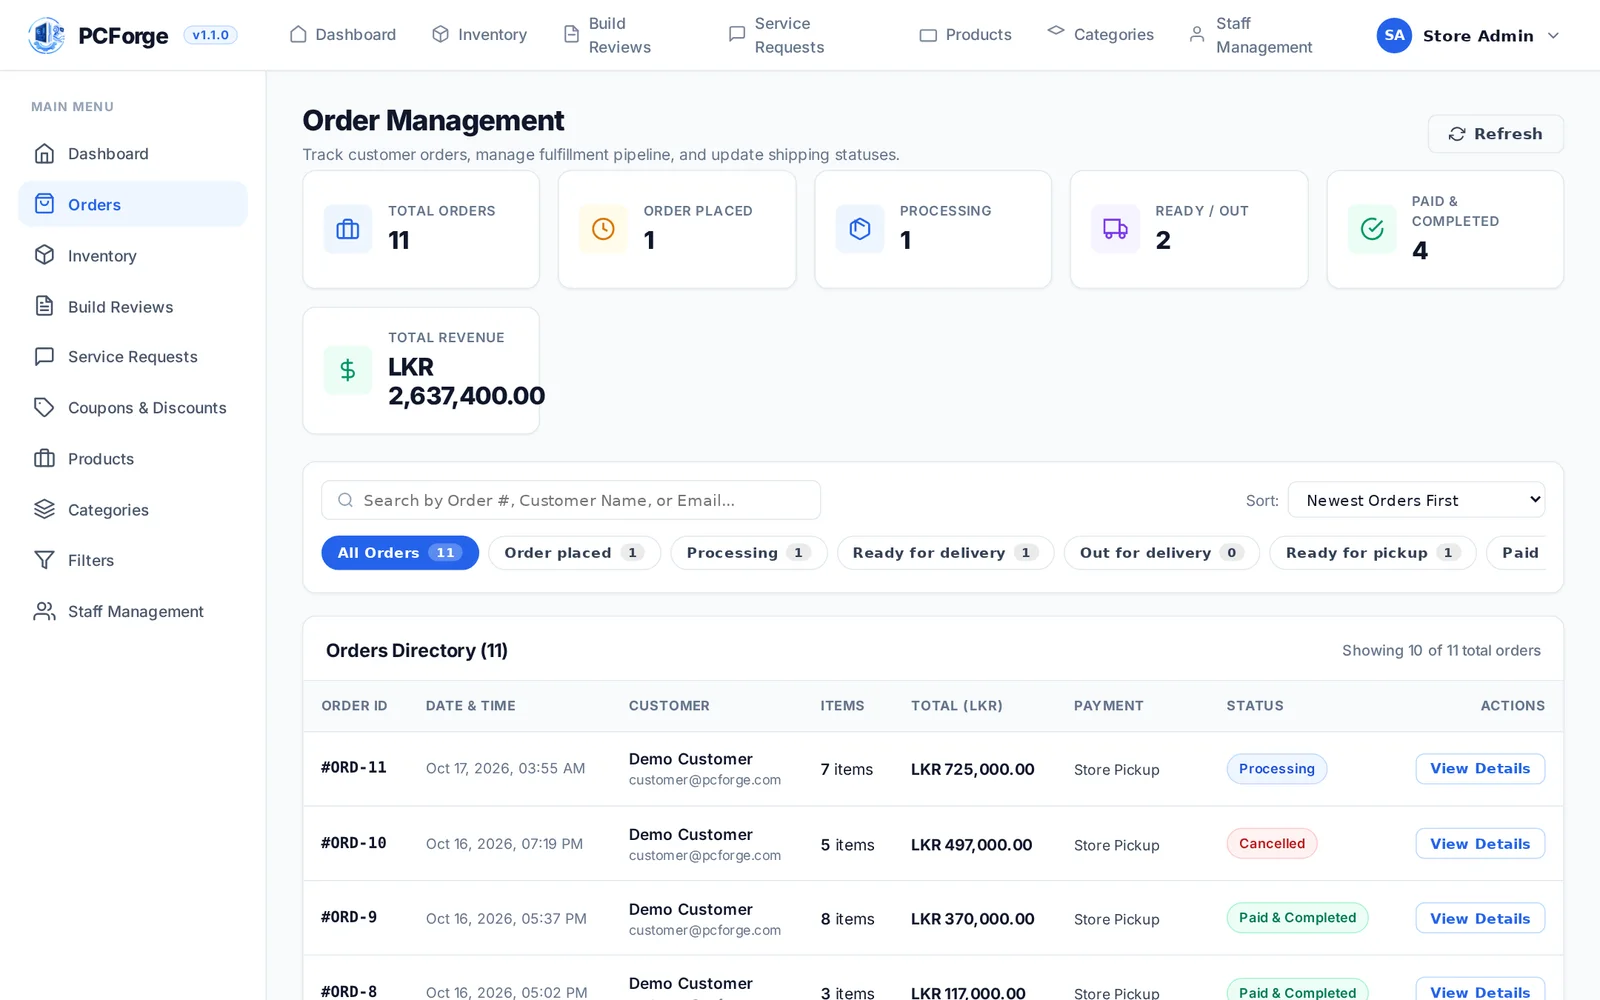 PCForge v1.1.0
Dashboard
Inventory
Build
Reviews
Service
Requests
Products
Categories
Staff
Management
SA
Store Admin
MAIN MENU
Dashboard
Orders
Inventory
Build Reviews
Service Requests
Coupons & Discounts
Products
Categories
Filters
Staff Management
Order Management
Track customer orders, manage fulfillment pipeline, and update shipping statuses.
Refresh
TOTAL ORDERS
11
ORDER PLACED
1
PROCESSING
1
READY / OUT
2
PAID &
COMPLETED
4
TOTAL REVENUE
LKR
2,637,400.00
Search by Order #, Customer Name, or Email...
Sort: Newest Orders First
All Orders 11
Order placed 1
Processing 1
Ready for delivery 1
Out for delivery 0
Ready for pickup 1
Paid
Orders Directory (11)
Showing 10 of 11 total orders
ORDER ID DATE & TIME CUSTOMER ITEMS TOTAL (LKR) PAYMENT STATUS ACTIONS
#ORD-11 Oct 17, 2026, 03:55 AM Demo Customer 7 items LKR 725,000.00 Store Pickup Processing View Details
customer@pcforge.com
#ORD-10 Oct 16, 2026, 07:19 PM Demo Customer 5 items LKR 497,000.00 Store Pickup Cancelled View Details
customer@pcforge.com
#ORD-9 Oct 16, 2026, 05:37 PM Demo Customer 8 items LKR 370,000.00 Store Pickup Paid & Completed View Details
customer@pcforge.com
#ORD-8 Oct 16, 2026, 05:02 PM Demo Customer 3 items LKR 117,000.00 Store Pickup Paid & Completed View Details